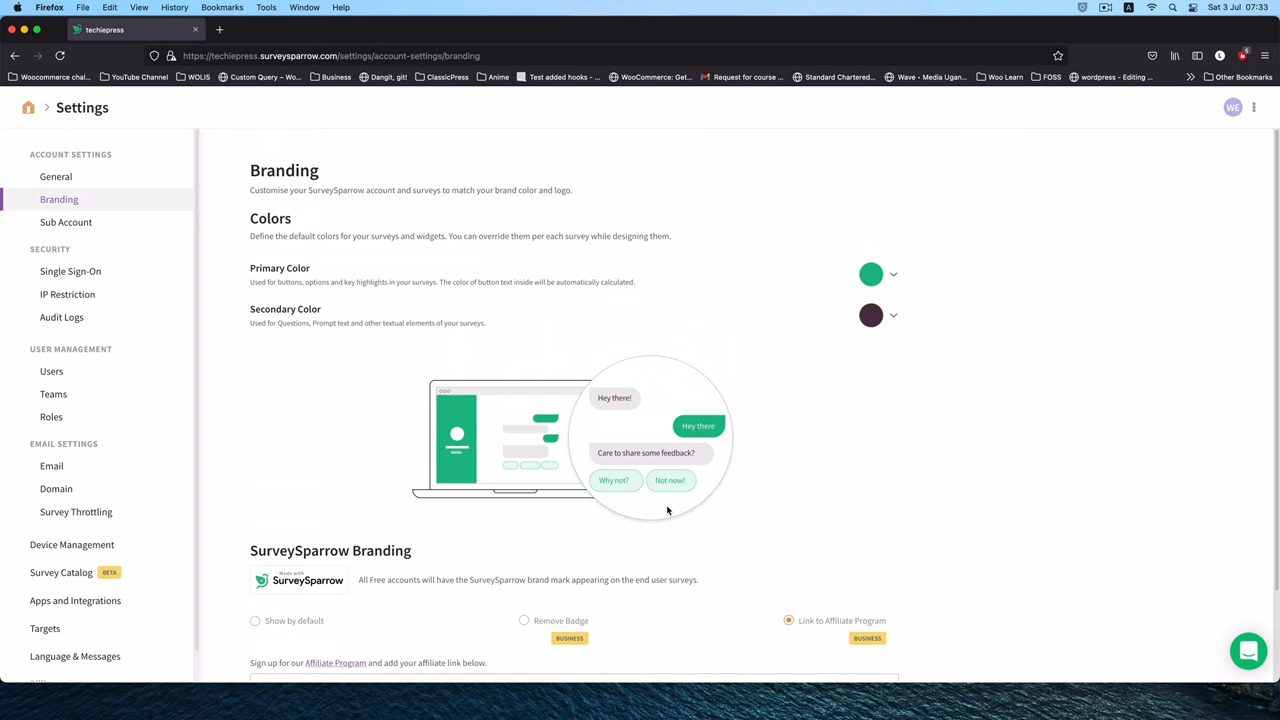 Firefox File Edit View History Bookmarks Tools Window Help
A
Sat 3 Jul 07:33
techiepress
https://techiepress.surveysparrow.com/settings/account-settings/branding
L
6
Woocommerce chal... YouTube Channel WOLIS Custom Query – Wo... Business Dangit, git! ClassicPress Anime Test added hooks - ... WooCommerce: Get... Request for course ... Standard Chartered... Wave • Media Ugan... Woo Learn FOSS wordpress - Editing ... Other Bookmarks
Settings
WE
ACCOUNT SETTINGS
General
Branding
Sub Account
SECURITY
Single Sign-On
IP Restriction
Audit Logs
USER MANAGEMENT
Users
Teams
Roles
EMAIL SETTINGS
Email
Domain
Survey Throttling
Device Management
Survey Catalog BETA
Apps and Integrations
Targets
Language & Messages
Branding
Customise your SurveySparrow account and surveys to match your brand color and logo.
Colors
Define the default colors for your surveys and widgets. You can override them per each survey while designing them.
Primary Color
Used for buttons, options and key highlights in your surveys. The color of button text inside will be automatically calculated.
Secondary Color
Used for Questions, Prompt text and other textual elements of your surveys.
Hey there!
Hey there
Care to share some feedback?
Why not? Not now!
SurveySparrow Branding
Made with
SurveySparrow
All Free accounts will have the SurveySparrow brand mark appearing on the end user surveys.
Show by default Remove Badge Link to Affiliate Program
BUSINESS BUSINESS
Sign up for our Affiliate Program and add your affiliate link below.